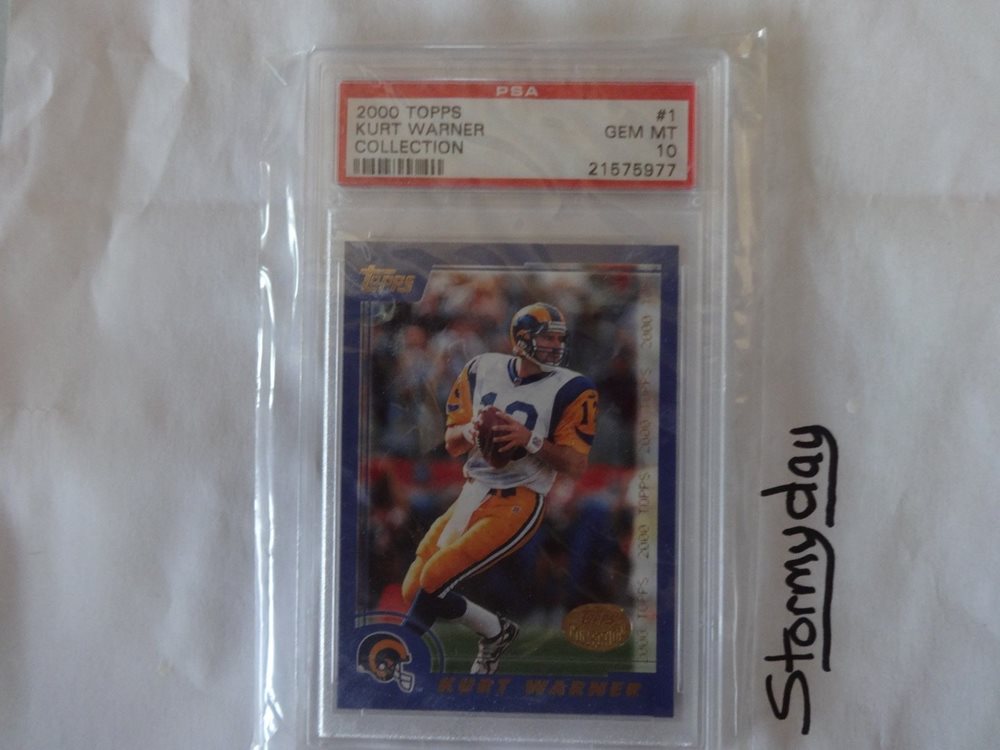 PSA
2000 TOPPS #1
KURT WARNER GEM MT
COLLECTION 10
21575977
TOPPS
2000 TOPPS 2000 TOPPS 2000 TOPPS 2000
KURT WARNER
Stormyday